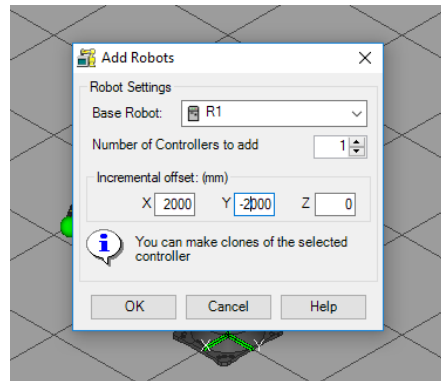 Add Robots
Robot Settings
Base Robot: R1
Number of Controllers to add 1
Incremental offset: (mm)
X 2000 Y -2000 Z 0
You can make clones of the selected
controller
OK Cancel Help
X Y